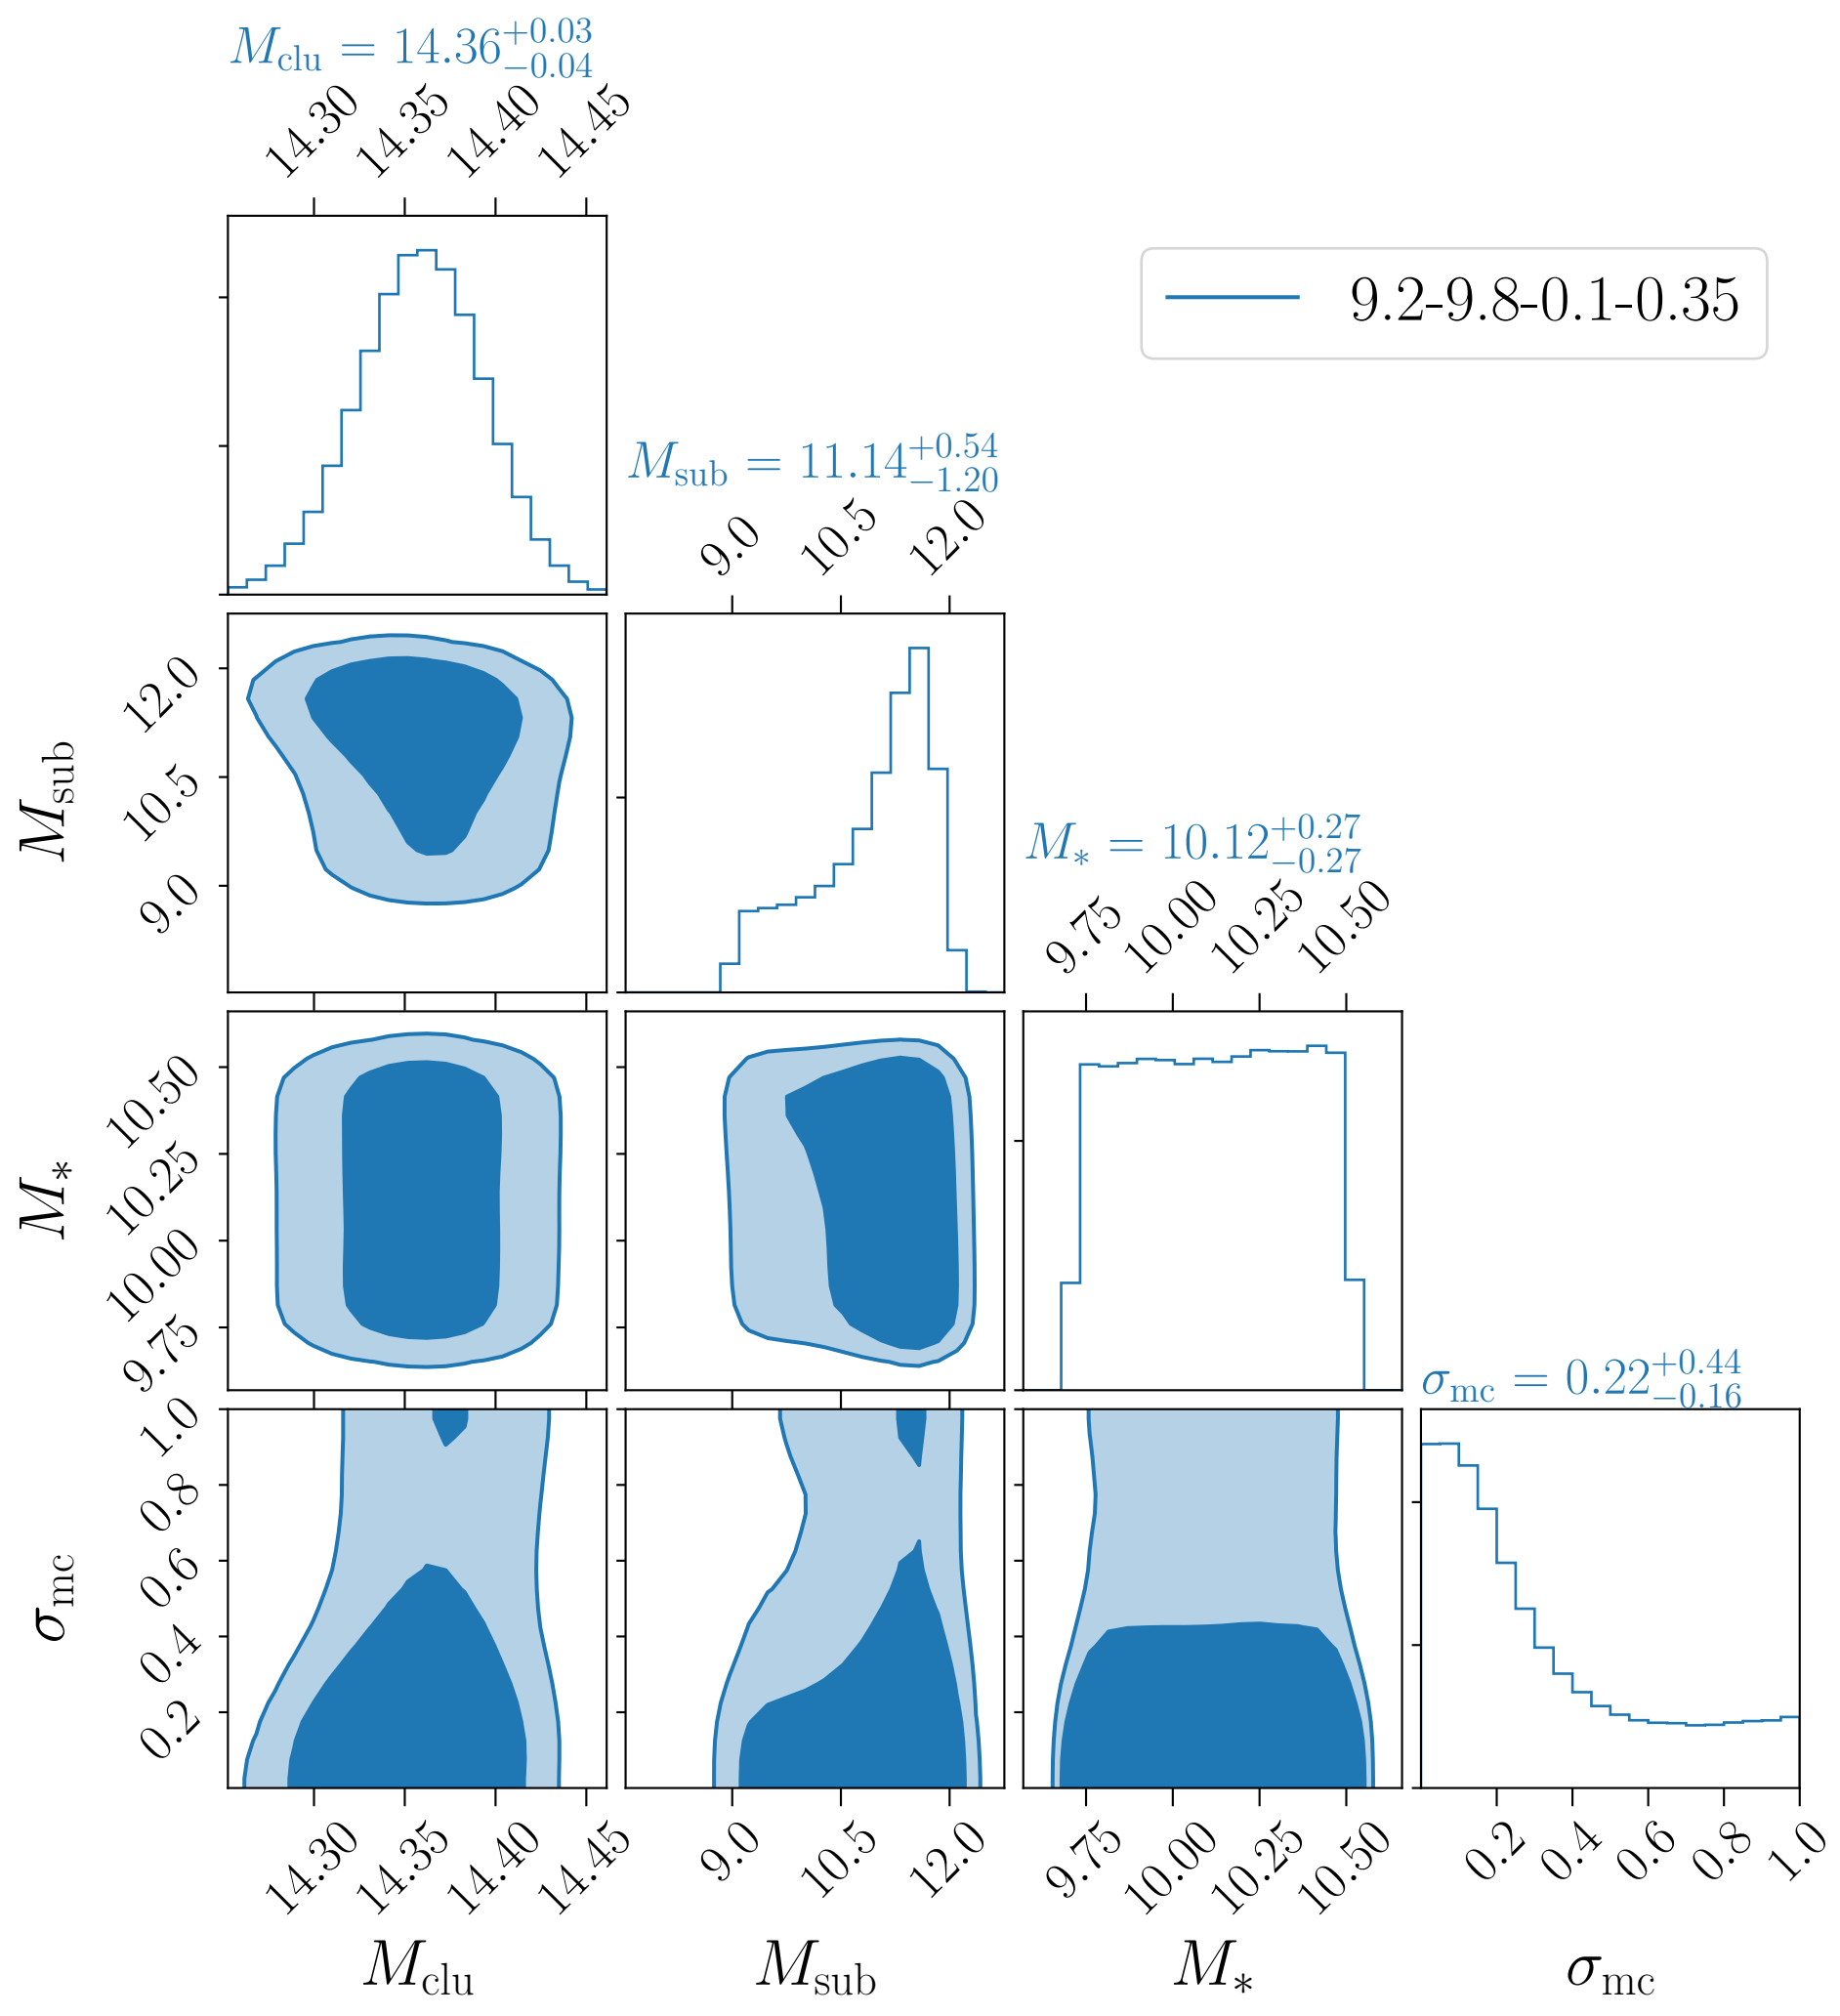 M_clu = 14.36^{+0.03}_{-0.04}
14.30 14.35 14.40 14.45
9.2-9.8-0.1-0.35
M_sub = 11.14^{+0.54}_{-1.20}
9.0 10.5 12.0
M_sub
12.0
10.5
9.0
M_* = 10.12^{+0.27}_{-0.27}
9.75 10.00 10.25 10.50
M_*
10.50
10.25
10.00
9.75
σ_mc = 0.22^{+0.44}_{-0.16}
σ_mc
1.0
0.8
0.6
0.4
0.2
14.30 14.35 14.40 14.45
9.0 10.5 12.0
9.75 10.00 10.25 10.50
0.2 0.4 0.6 0.8 1.0
M_clu
M_sub
M_*
σ_mc